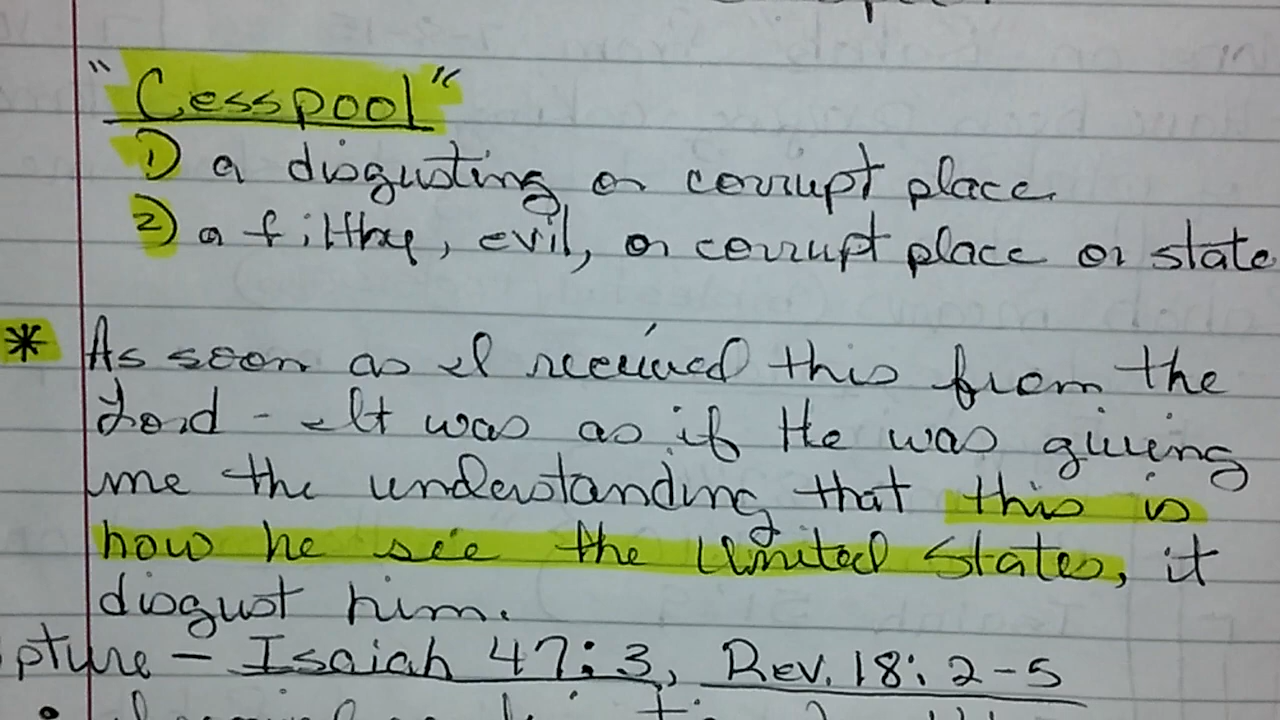 "Cesspool"
1) a disgusting or corrupt place
2) a filthy, evil, or corrupt place or state
* As soon as I received this from the
Lord - It was as if He was giving
me the understanding that this is
how he see the United States, it
disgust him.
pture - Isaiah 47:3, Rev. 18:2-5